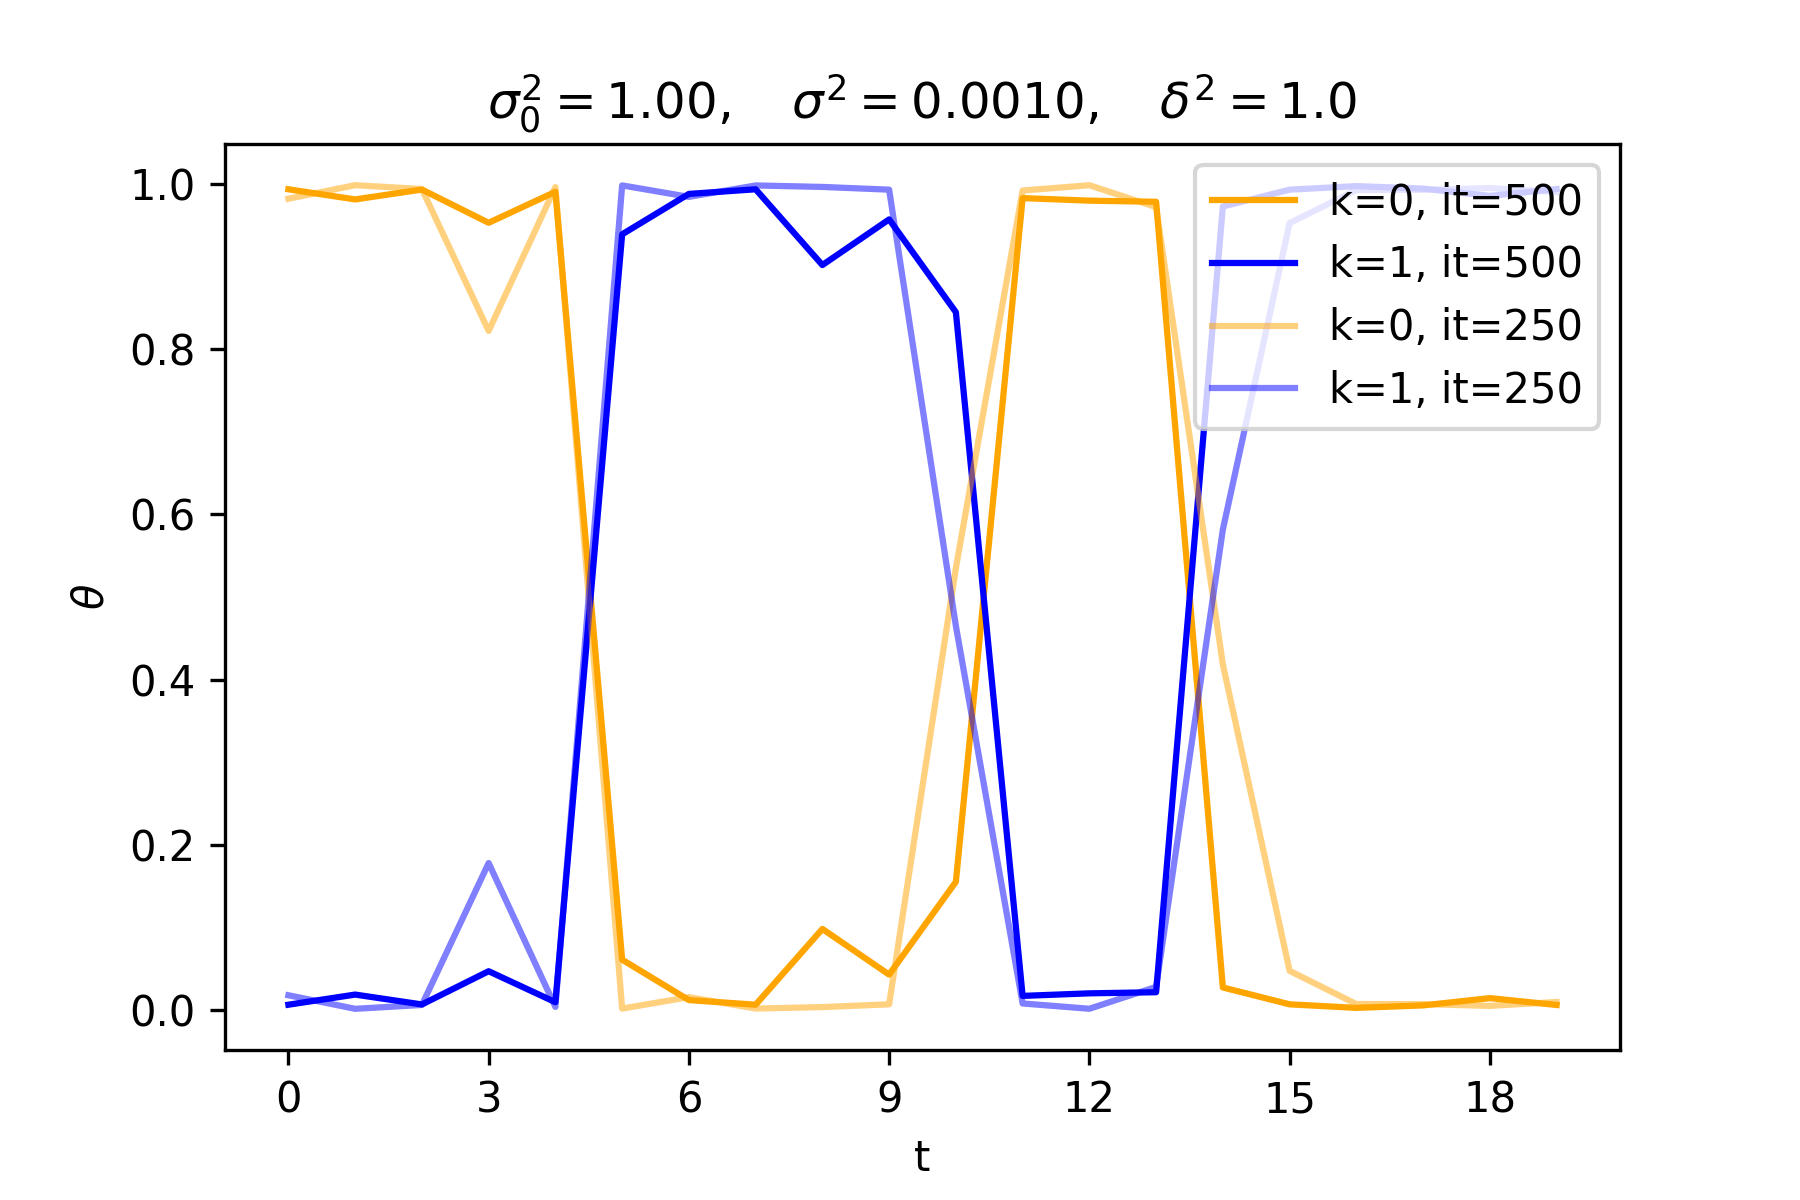 σ₀² = 1.00, σ² = 0.0010, δ² = 1.0
1.0
0.8
0.6
0.4
0.2
0.0
θ
k=0, it=500
k=1, it=500
k=0, it=250
k=1, it=250
0 3 6 9 12 15 18
t